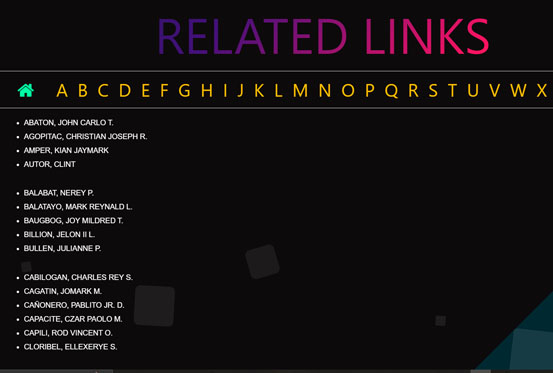 RELATED LINKS
A B C D E F G H I J K L M N O P Q R S T U V W X
ABATON, JOHN CARLO T.
AGOPITAC, CHRISTIAN JOSEPH R.
AMPER, KIAN JAYMARK
AUTOR, CLINT
BALABAT, NEREY P.
BALATAYO, MARK REYNALD L.
BAUGBOG, JOY MILDRED T.
BILLION, JELON II L.
BULLEN, JULIANNE P.
CABILOGAN, CHARLES REY S.
CAGATIN, JOMARK M.
CAÑONERO, PABLITO JR. D.
CAPACITE, CZAR PAOLO M.
CAPILI, ROD VINCENT O.
CLORIBEL, ELLEXERYE S.